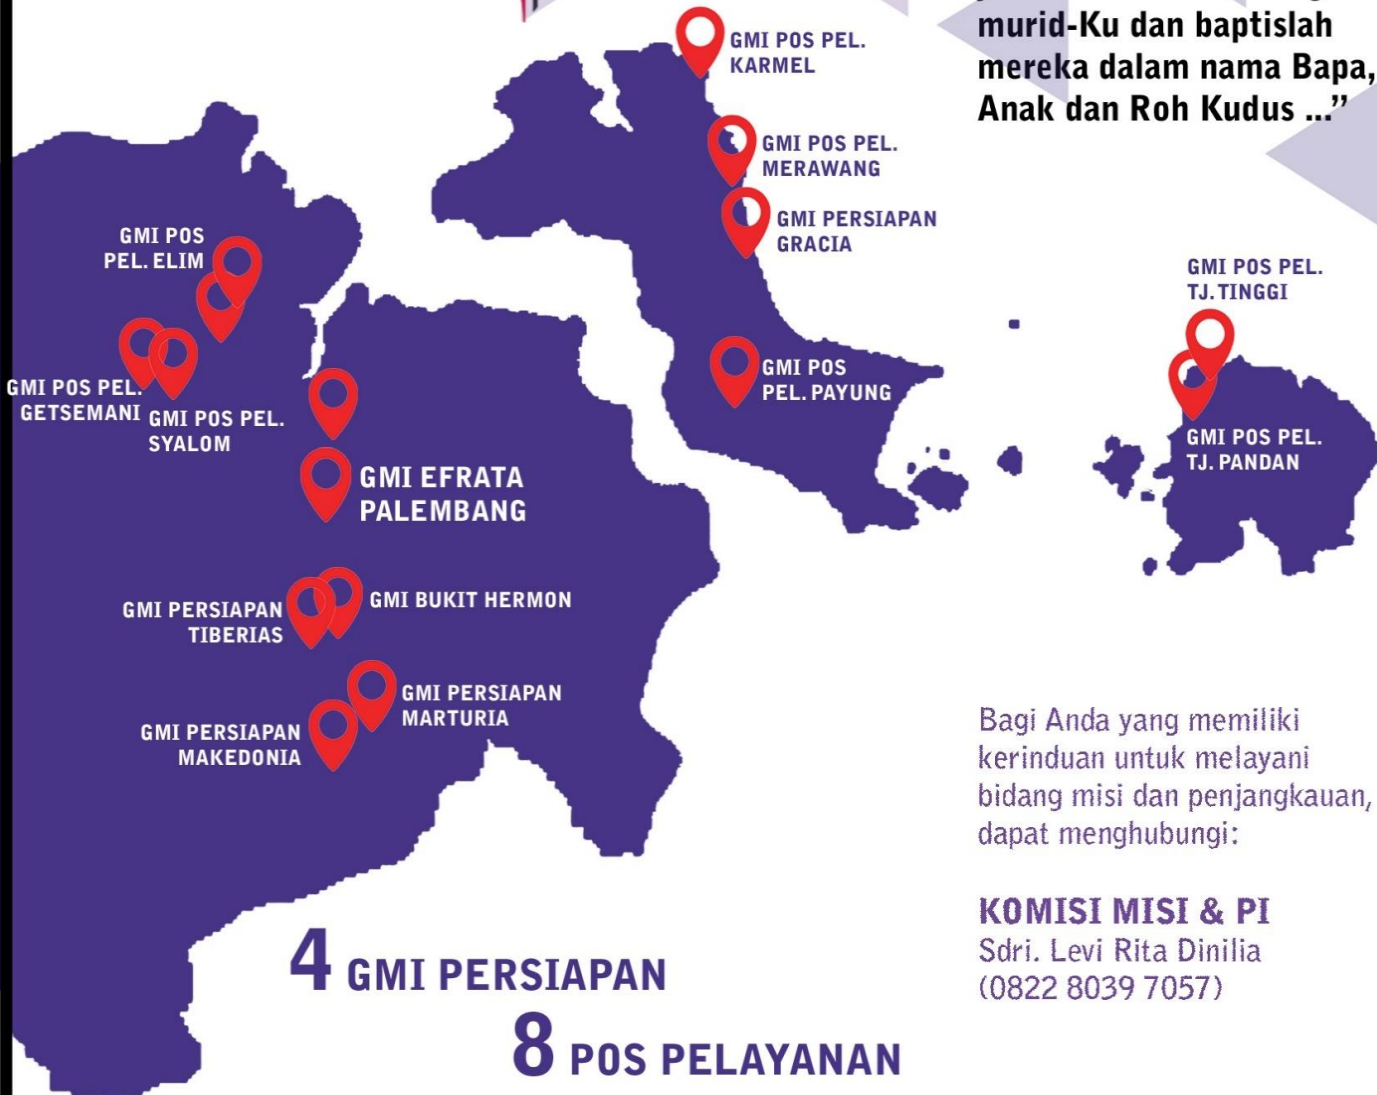 murid-Ku dan baptislah
mereka dalam nama Bapa,
Anak dan Roh Kudus ...”
GMI POS PEL.
KARMEL
GMI POS PEL.
MERAWANG
GMI PERSIAPAN
GRACIA
GMI POS
PEL. ELIM
GMI POS PEL.
TJ. TINGGI
GMI POS PEL.
GETSEMANI
GMI POS PEL.
SYALOM
GMI POS
PEL. PAYUNG
GMI POS PEL.
TJ. PANDAN
GMI EFRATA
PALEMBANG
GMI PERSIAPAN
TIBERIAS
GMI BUKIT HERMON
GMI PERSIAPAN
MARTURIA
GMI PERSIAPAN
MAKEDONIA
Bagi Anda yang memiliki
kerinduan untuk melayani
bidang misi dan penjangkauan,
dapat menghubungi:
KOMISI MISI & PI
Sdri. Levi Rita Dinilia
(0822 8039 7057)
4 GMI PERSIAPAN
8 POS PELAYANAN